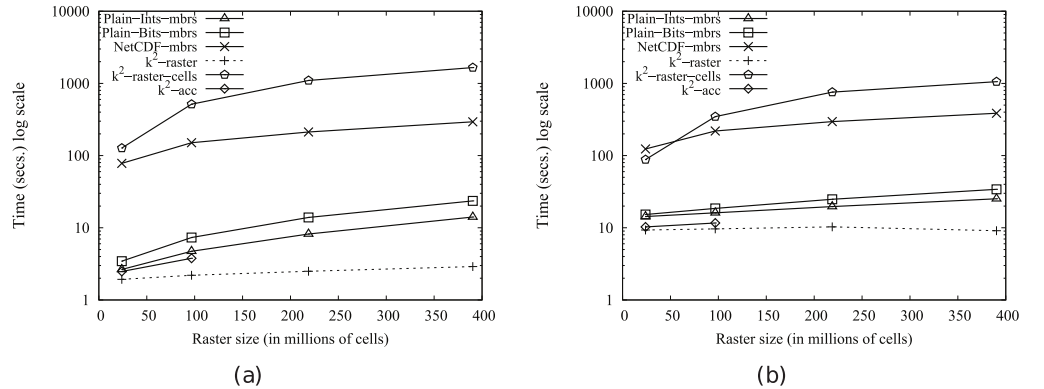 10000
1000
100
10
1
Time (secs.) log scale
Plain−Ints−mbrs
Plain−Bits−mbrs
NetCDF−mbrs
k²−raster
k²−raster−cells
k²−acc
0 50 100 150 200 250 300 350 400
Raster size (in millions of cells)
(a)
10000
1000
100
10
1
Time (secs.) log scale
Plain−Ints−mbrs
Plain−Bits−mbrs
NetCDF−mbrs
k²−raster
k²−raster−cells
k²−acc
0 50 100 150 200 250 300 350 400
Raster size (in millions of cells)
(b)